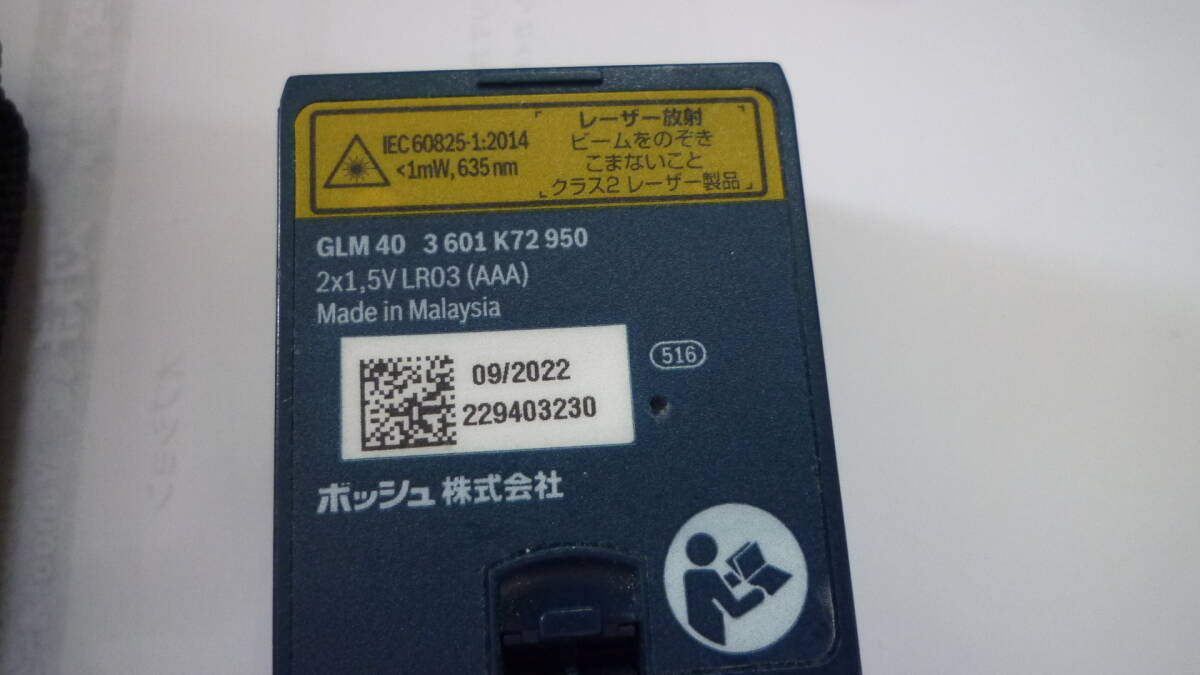 IEC 60825-1:2014
<1mW, 635 nm
「レーザー放射
ビームをのぞき
こまないこと
クラス2 レーザー製品」
GLM 40 3 601 K72 950
2x1,5V LR03 (AAA)
Made in Malaysia
516
09/2022
229403230
ボッシュ 株式会社